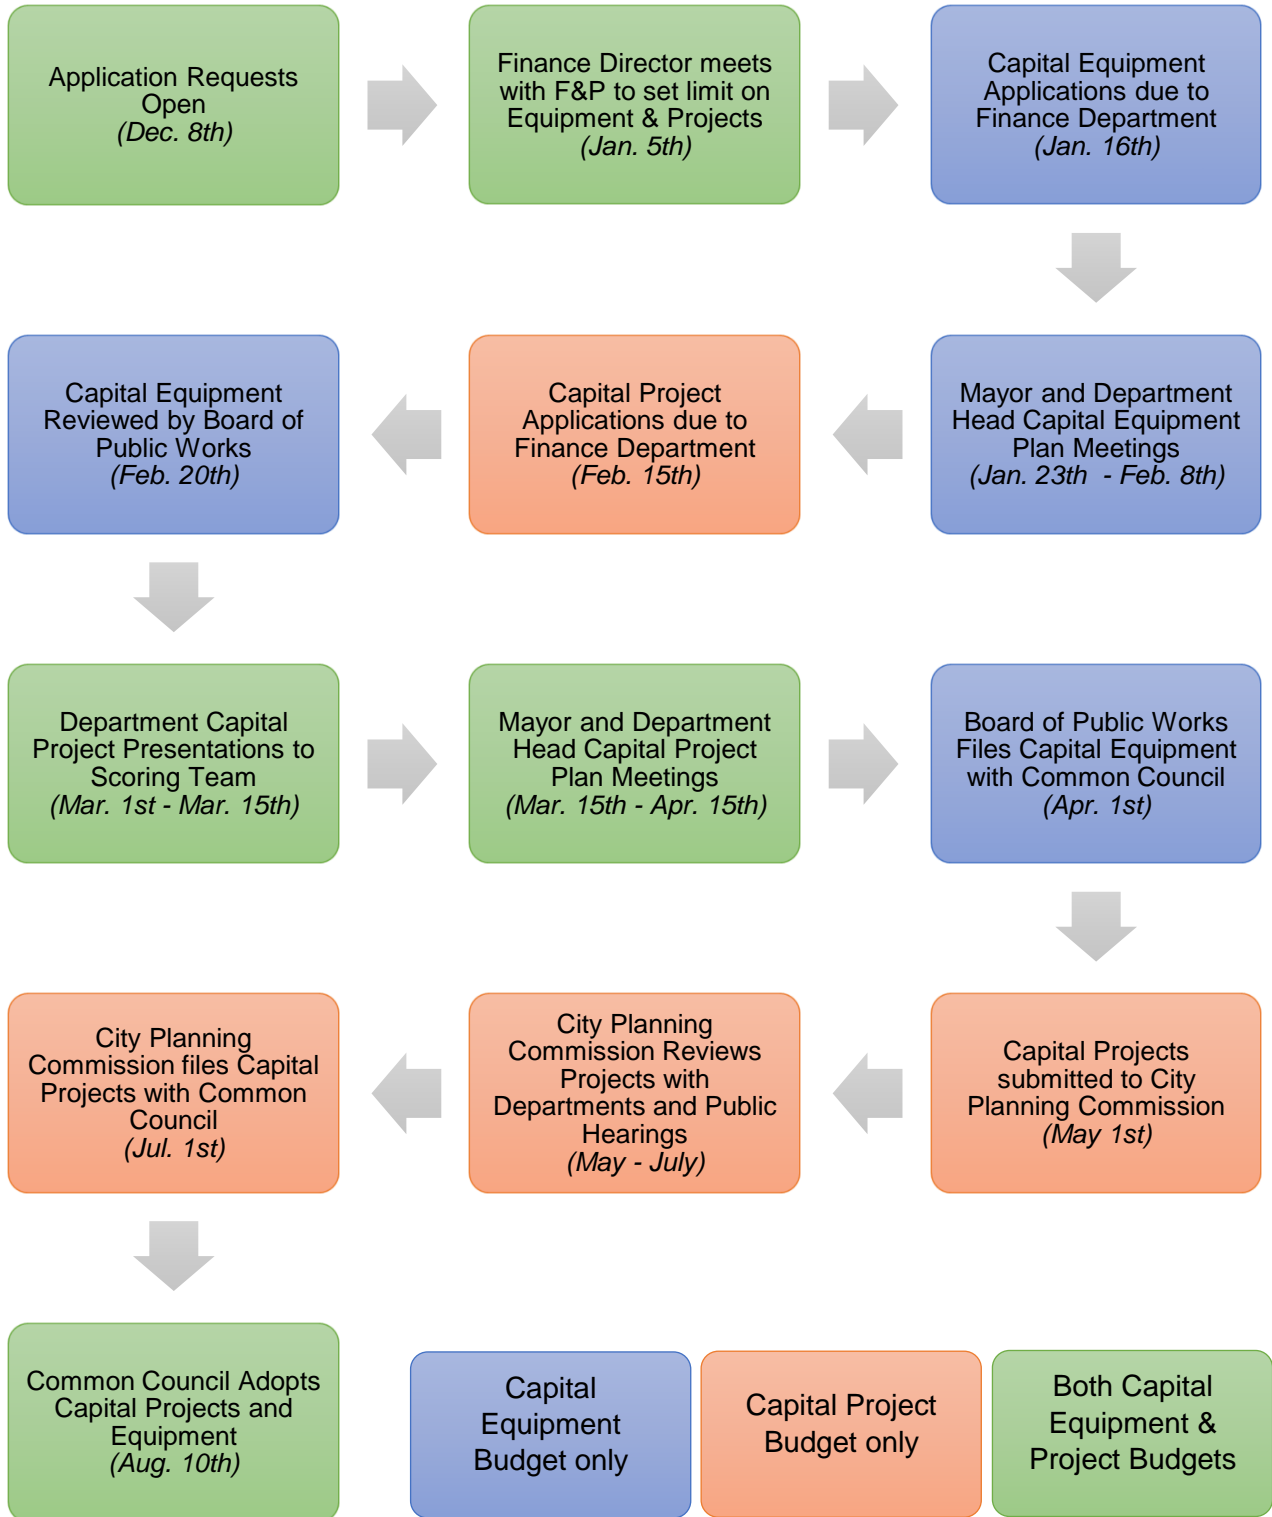 Application Requests
Open
(Dec. 8th)
Finance Director meets
with F&P to set limit on
Equipment & Projects
(Jan. 5th)
Capital Equipment
Applications due to
Finance Department
(Jan. 16th)
Mayor and Department
Head Capital Equipment
Plan Meetings
(Jan. 23th - Feb. 8th)
Capital Project
Applications due to
Finance Department
(Feb. 15th)
Capital Equipment
Reviewed by Board of
Public Works
(Feb. 20th)
Department Capital
Project Presentations to
Scoring Team
(Mar. 1st - Mar. 15th)
Mayor and Department
Head Capital Project
Plan Meetings
(Mar. 15th - Apr. 15th)
Board of Public Works
Files Capital Equipment
with Common Council
(Apr. 1st)
Capital Projects
submitted to City
Planning Commission
(May 1st)
City Planning
Commission Reviews
Projects with
Departments and Public
Hearings
(May - July)
City Planning
Commission files Capital
Projects with Common
Council
(Jul. 1st)
Common Council Adopts
Capital Projects and
Equipment
(Aug. 10th)
Capital
Equipment
Budget only
Capital Project
Budget only
Both Capital
Equipment &
Project Budgets